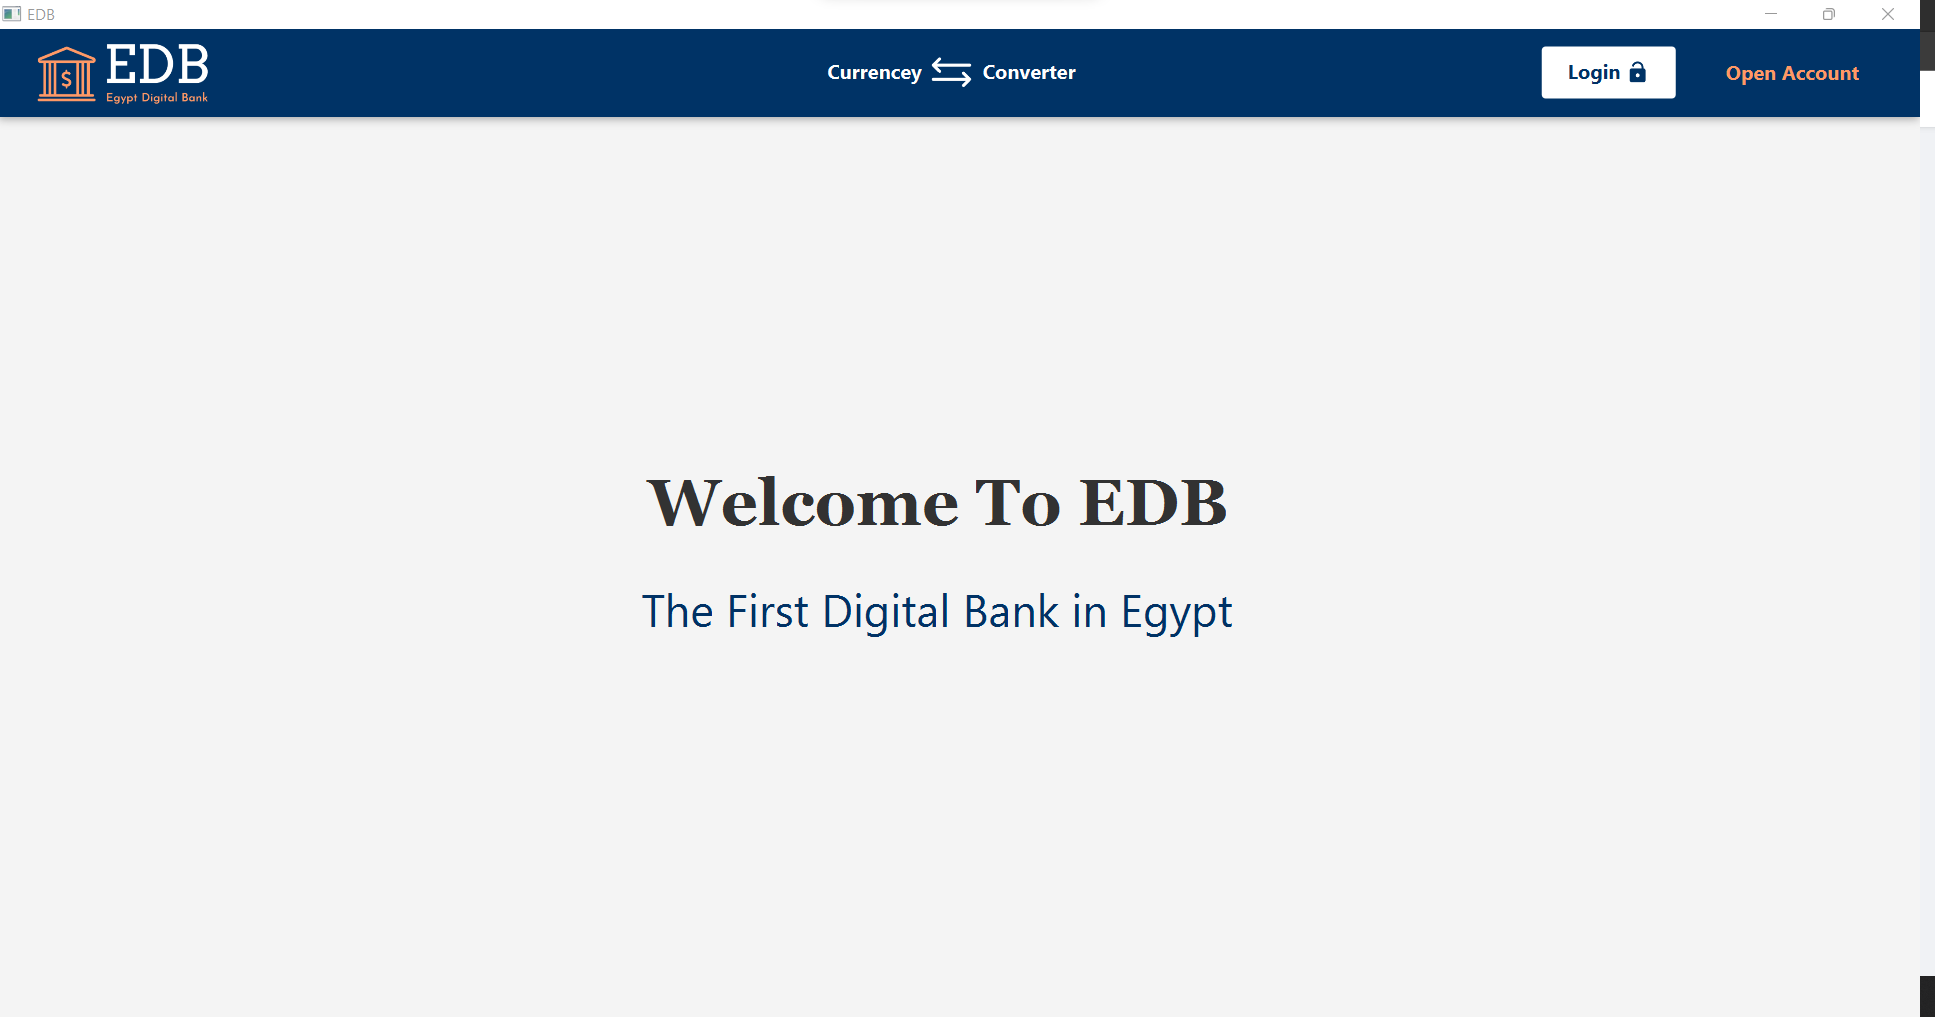 EDB
EDB
$
Egypt Digital Bank
Currencey Converter
Login
Open Account
Welcome To EDB
The First Digital Bank in Egypt